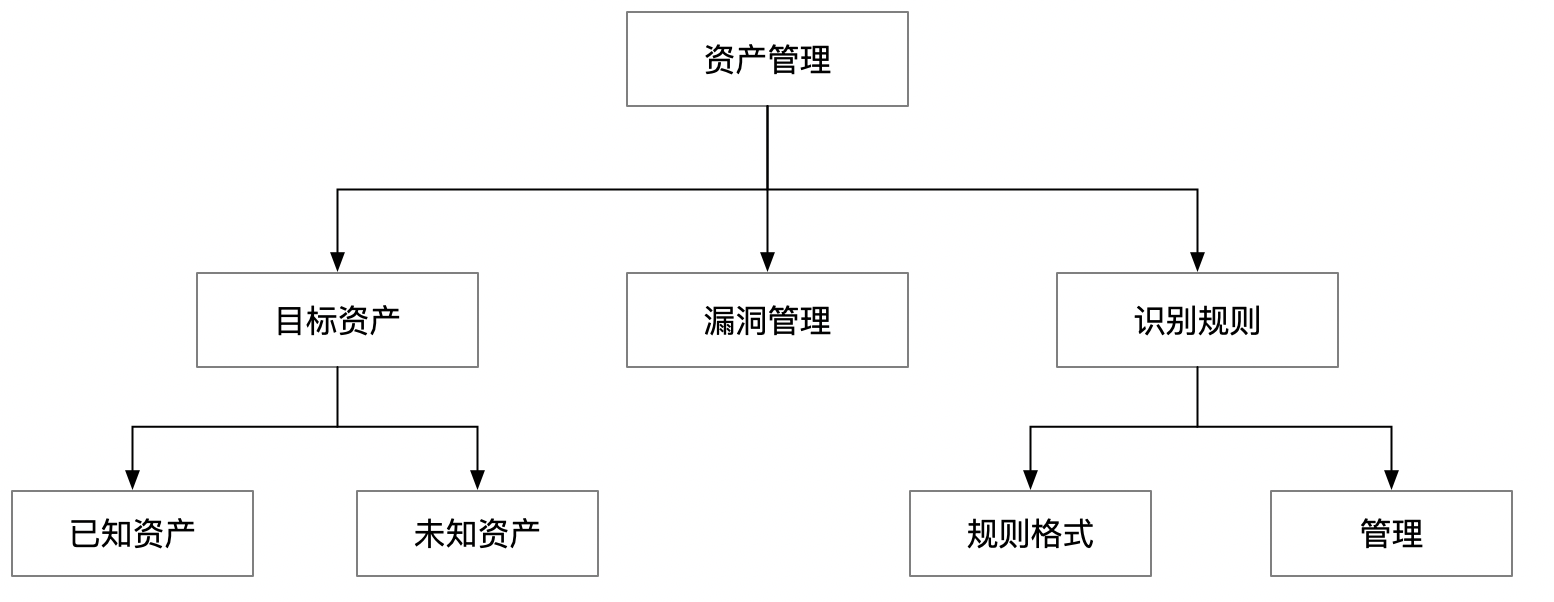 资产管理
目标资产
漏洞管理
识别规则
已知资产
未知资产
规则格式
管理